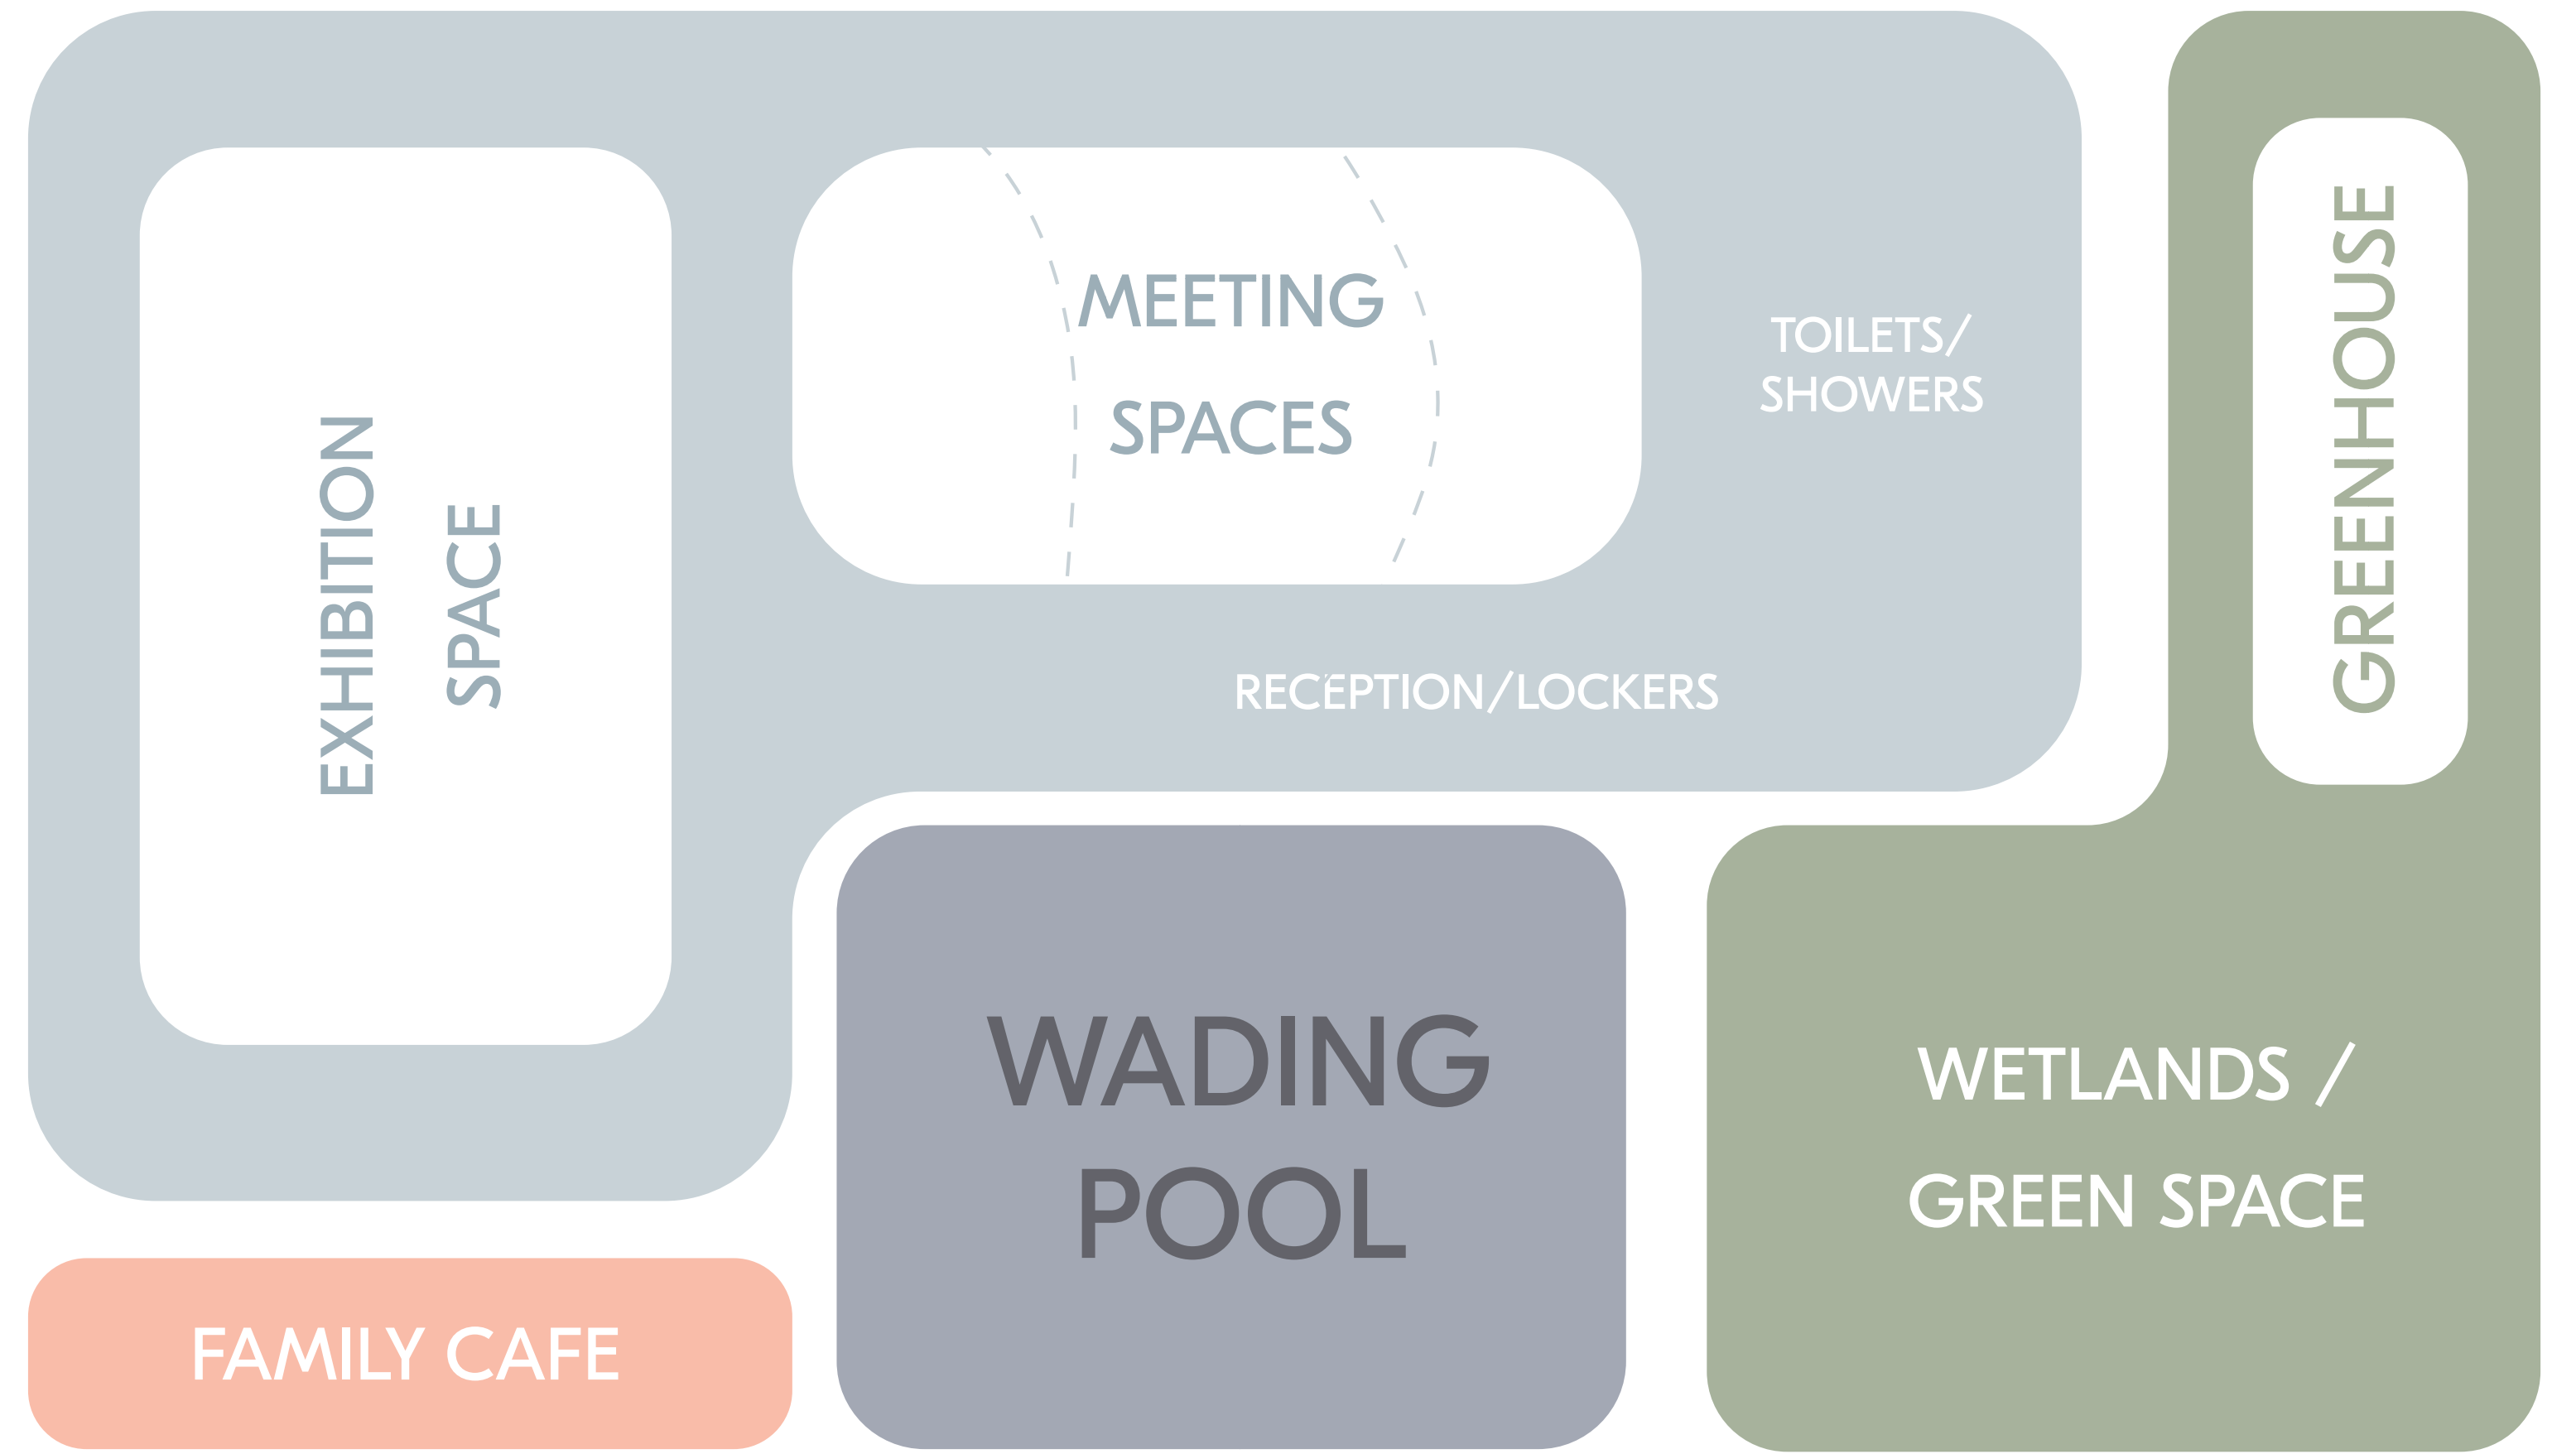 EXHIBITION
SPACE
MEETING
SPACES
TOILETS/
SHOWERS
RECEPTION/LOCKERS
GREENHOUSE
WADING
POOL
WETLANDS /
GREEN SPACE
FAMILY CAFE